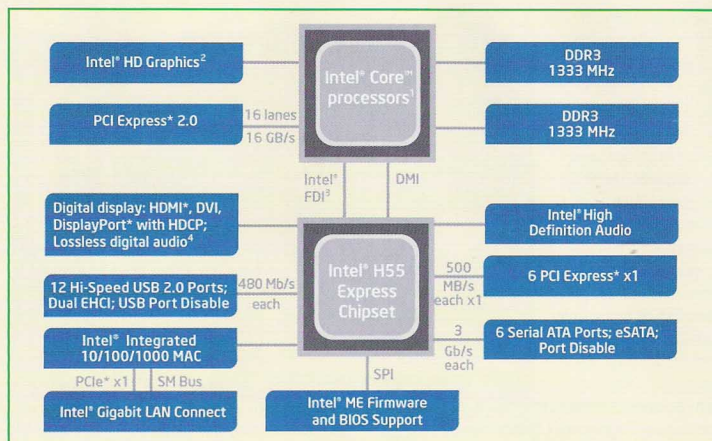 Intel® HD Graphics²
Intel® Core™
processors¹
DDR3
1333 MHz
PCI Express* 2.0
16 lanes
16 GB/s
DDR3
1333 MHz
Intel®
FDI³
DMI
Digital display: HDMI*, DVI,
DisplayPort* with HDCP;
Lossless digital audio⁴
Intel® High
Definition Audio
12 Hi-Speed USB 2.0 Ports;
Dual EHCI; USB Port Disable
480 Mb/s
each
Intel® H55
Express
Chipset
500
MB/s
each x1
6 PCI Express* x1
Intel® Integrated
10/100/1000 MAC
3
Gb/s
each
6 Serial ATA Ports; eSATA;
Port Disable
PCIe* x1
SM Bus
SPI
Intel® Gigabit LAN Connect
Intel® ME Firmware
and BIOS Support